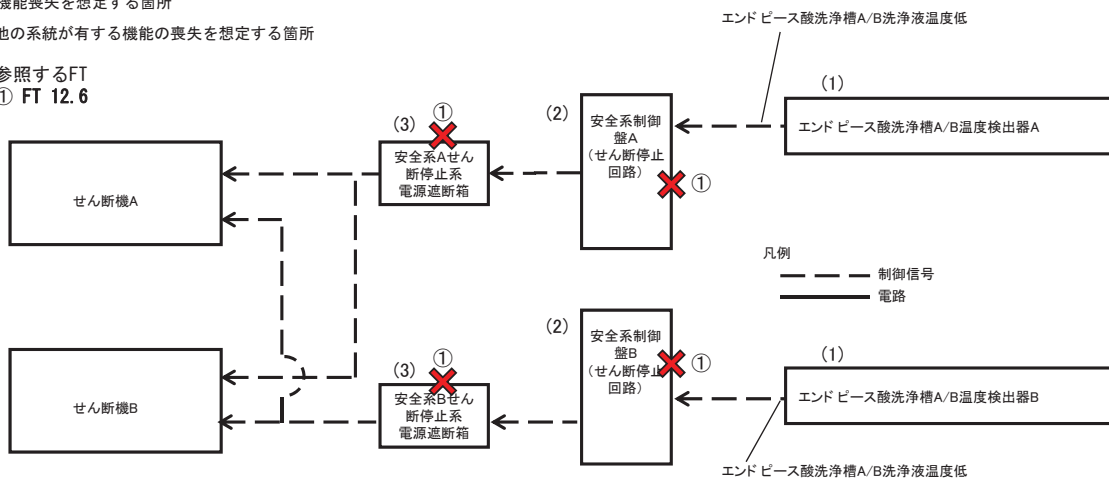 機能喪失を想定する箇所
他の系統が有する機能の喪失を想定する箇所
参照するFT
① FT 12.6
エンドピース酸洗浄槽A/B洗浄液温度低
(1)
エンドピース酸洗浄槽A/B温度検出器A
(2)
安全系制御
盤A
(せん断停止
回路)
①
(3)
①
安全系Aせん
断停止系
電源遮断箱
せん断機A
凡例
制御信号
電路
(2)
安全系制御
盤B
(せん断停止
回路)
①
(1)
エンドピース酸洗浄槽A/B温度検出器B
(3)
①
安全系Bせん
断停止系
電源遮断箱
せん断機B
エンドピース酸洗浄槽A/B洗浄液温度低